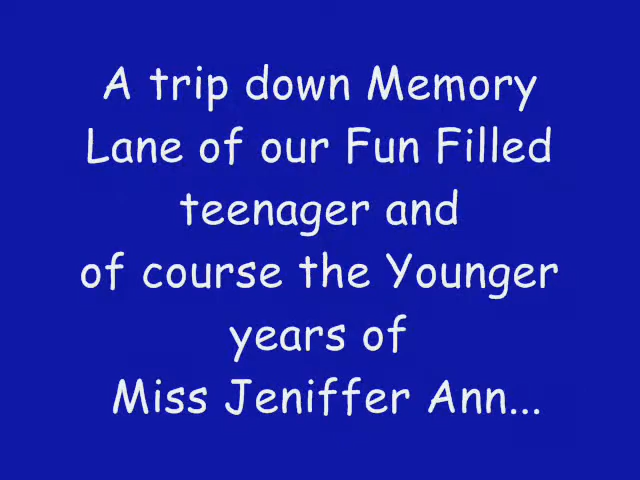 A trip down Memory
Lane of our Fun Filled
teenager and
of course the Younger
years of
Miss Jeniffer Ann...